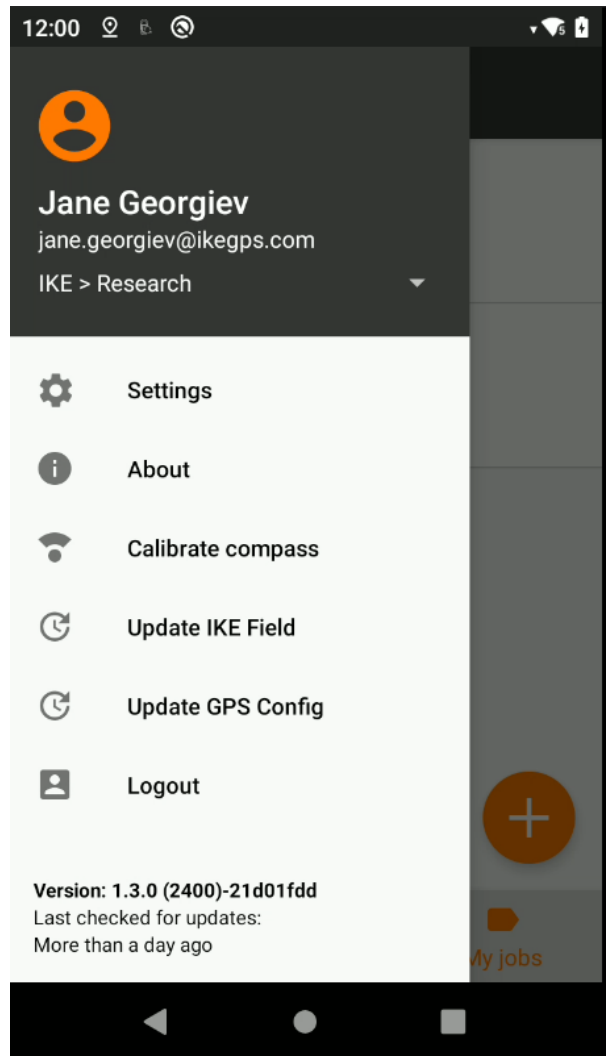 12:00
5
Jane Georgiev
jane.georgiev@ikegps.com
IKE > Research
Settings
About
Calibrate compass
Update IKE Field
Update GPS Config
Logout
Version: 1.3.0 (2400)-21d01fdd
Last checked for updates:
More than a day ago
My jobs